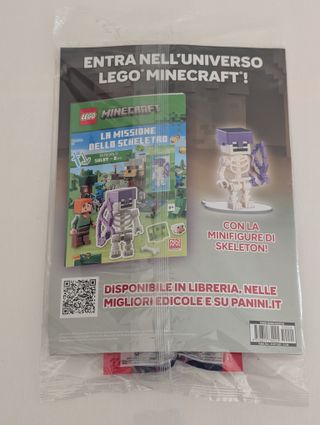 ENTRA NELL'UNIVERSO
LEGO® MINECRAFT®!
LEGO
MINECRAFT
LA MISSIONE
DELLO SCHELETRO
CON LA
MINIFIGURE DI
SKELETON!
DISPONIBILE IN LIBRERIA, NELLE
MIGLIORI EDICOLE E SU PANINI.IT